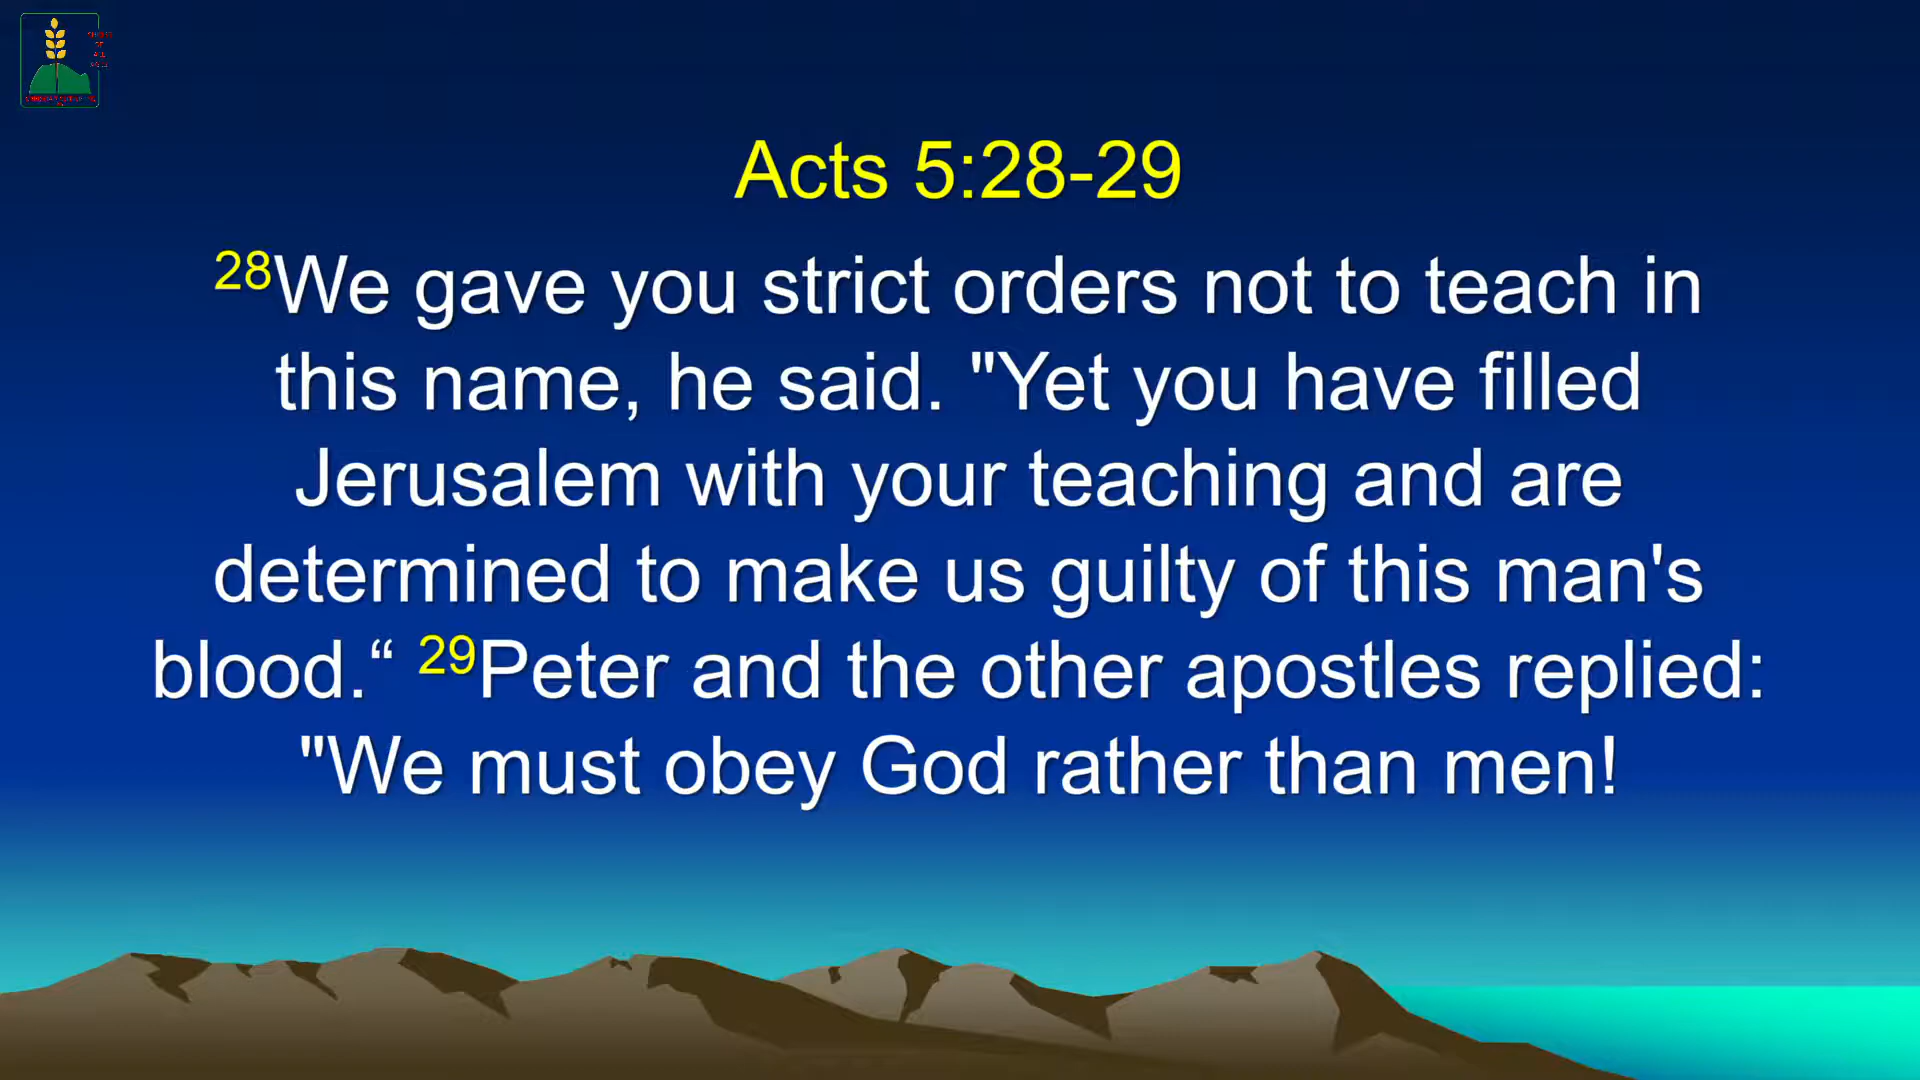 Acts 5:28-29
28We gave you strict orders not to teach in
this name, he said. "Yet you have filled
Jerusalem with your teaching and are
determined to make us guilty of this man's
blood.“ 29Peter and the other apostles replied:
"We must obey God rather than men!